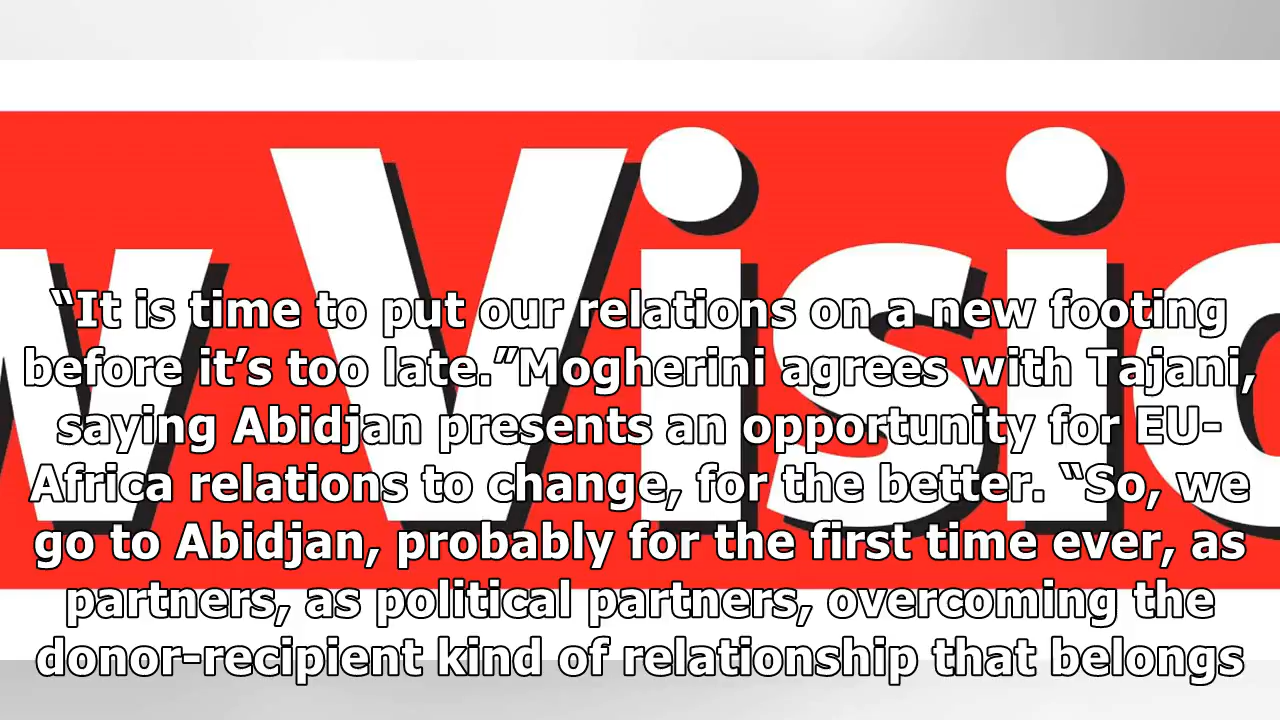 w Visio
“It is time to put our relations on a new footing
before it’s too late.”Mogherini agrees with Tajani,
saying Abidjan presents an opportunity for EU-
Africa relations to change, for the better. “So, we
go to Abidjan, probably for the first time ever, as
partners, as political partners, overcoming the
donor-recipient kind of relationship that belongs